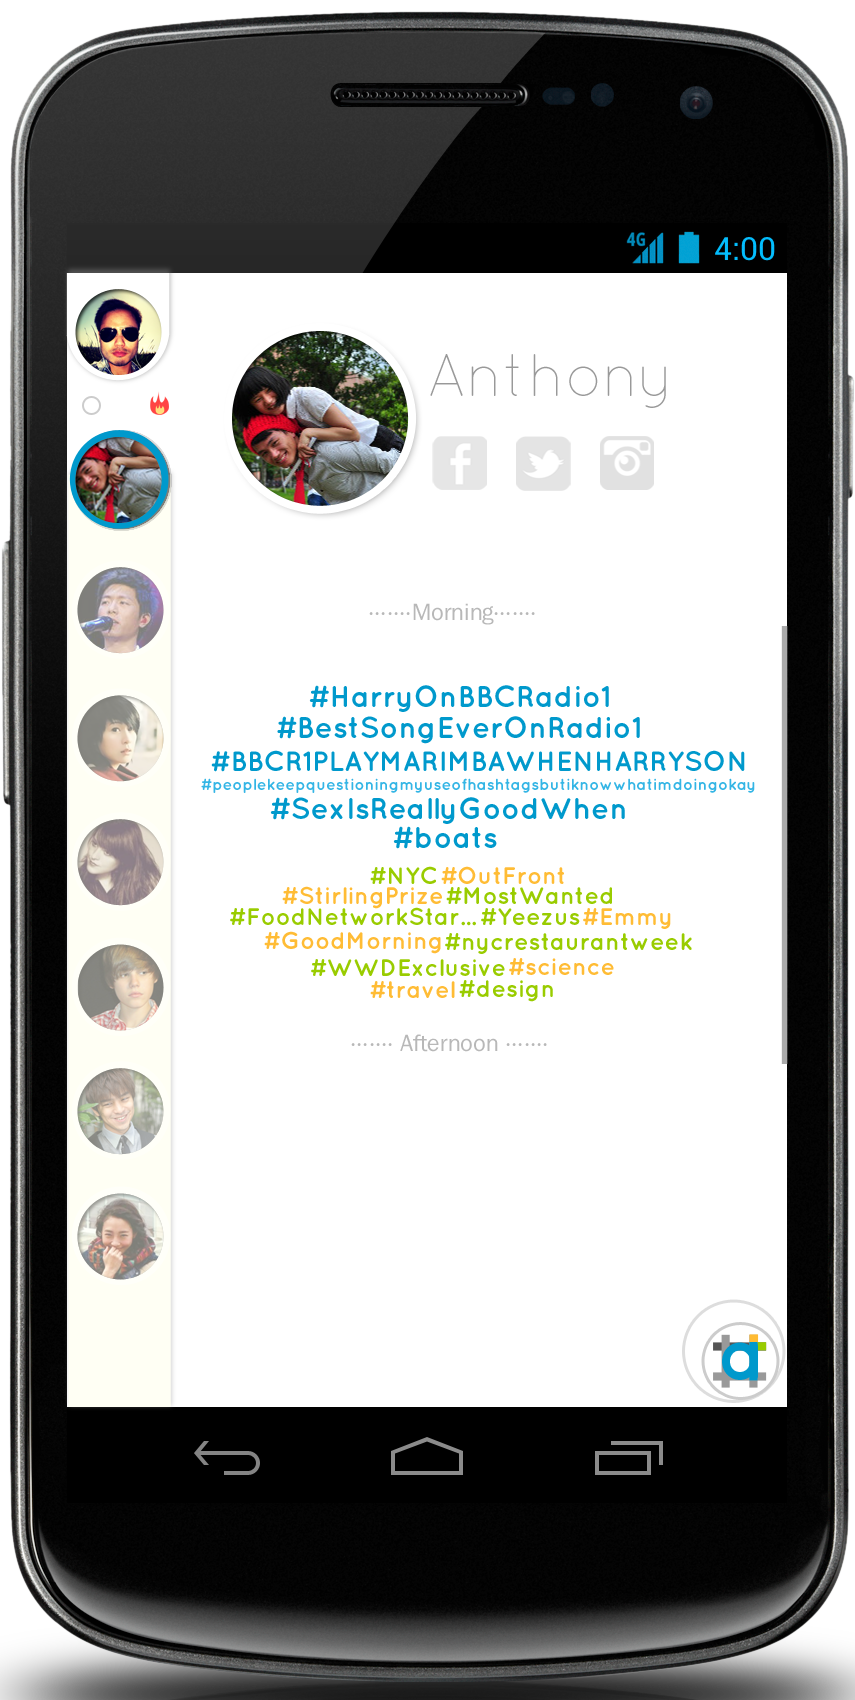 4G 4:00
Anthony
.......Morning.......
#HarryOnBBCRadio1
#BestSongEverOnRadio1
#BBCR1PLAYMARIMBAWHENHARRYSON
#peoplekeepquestioningmyuseofhashtagsbutiknowwhatimdoingokay
#SexIsReallyGoodWhen
#boats
#NYC #OutFront
#StirlingPrize #MostWanted
#FoodNetworkStar... #Yeezus #Emmy
#GoodMorning #nycrestaurantweek
#WWDExclusive #science
#travel #design
....... Afternoon .......